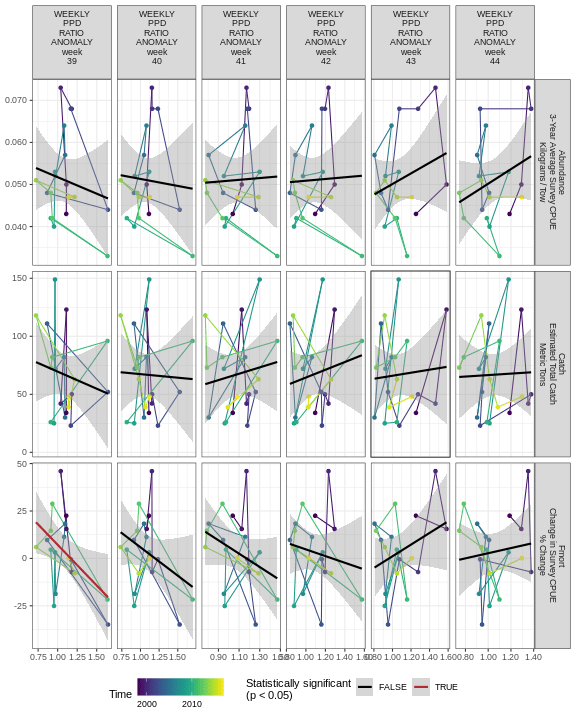 WEEKLY
PPD
RATIO
ANOMALY
week
39
WEEKLY
PPD
RATIO
ANOMALY
week
40
WEEKLY
PPD
RATIO
ANOMALY
week
41
WEEKLY
PPD
RATIO
ANOMALY
week
42
WEEKLY
PPD
RATIO
ANOMALY
week
43
WEEKLY
PPD
RATIO
ANOMALY
week
44
0.070
0.060
0.050
0.040
Abundance
3-Year Average Survey CPUE
Kilograms / Tow
150
100
50
0
Catch
Estimated Total Catch
Metric Tons
50
25
0
-25
Fmort
Change in Survey CPUE
% Change
0.75 1.00 1.25 1.50
0.75 1.00 1.25 1.50
0.90 1.10 1.30
1.00 1.20 1.40
0.80 1.00 1.20 1.40
0.80 1.00 1.20 1.40
Time
2000 2010
Statistically significant
(p < 0.05)
FALSE
TRUE